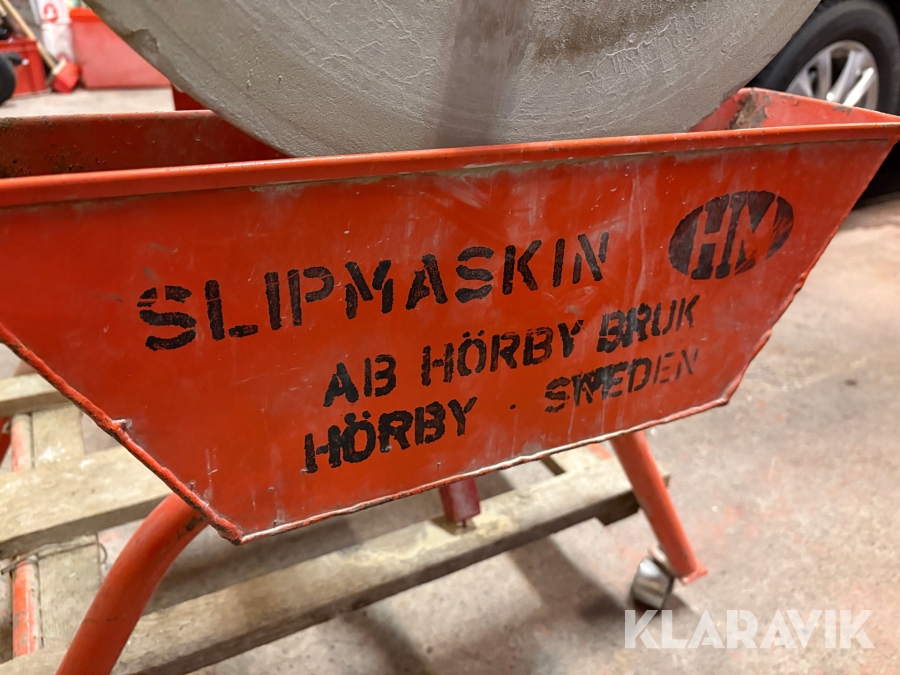 SLIPMASKIN
HM
AB HÖRBY BRUK
HÖRBY · SWEDEN
KLARAVIK